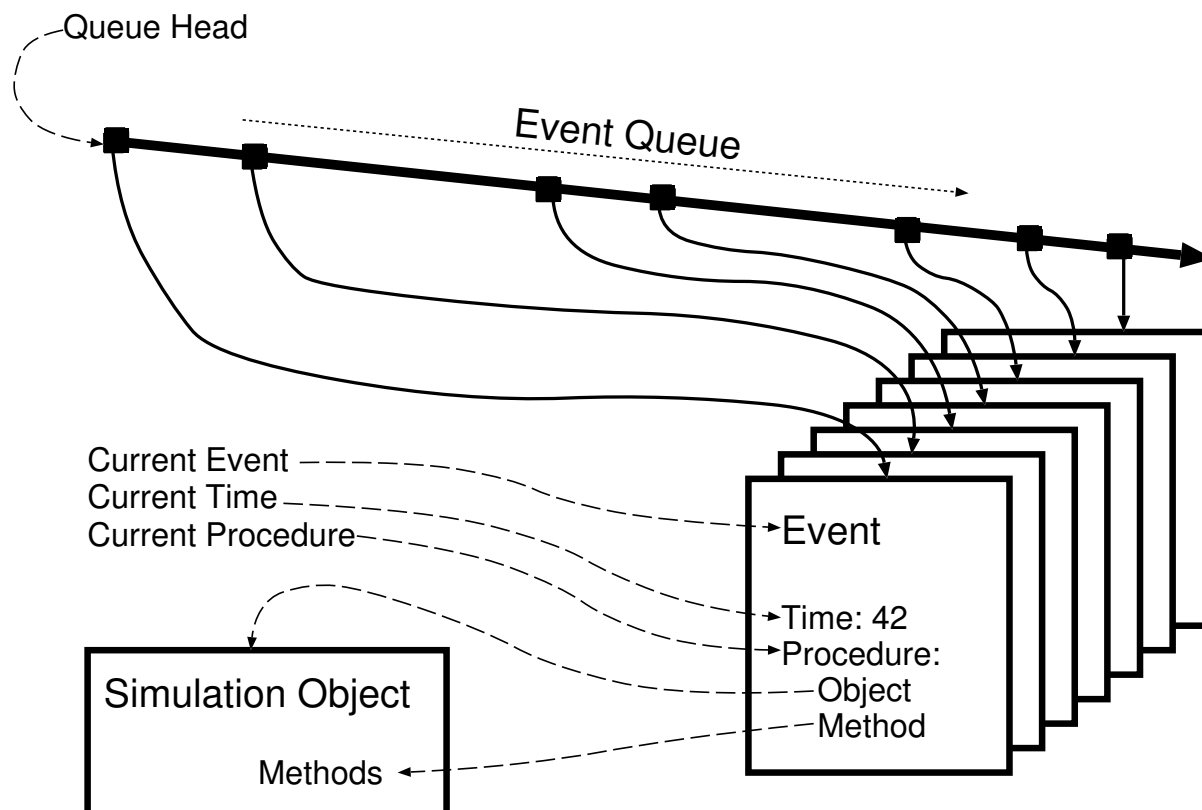 Queue Head
Event Queue
Current Event
Current Time
Current Procedure
Event
Time: 42
Procedure:
Object
Method
Simulation Object
Methods